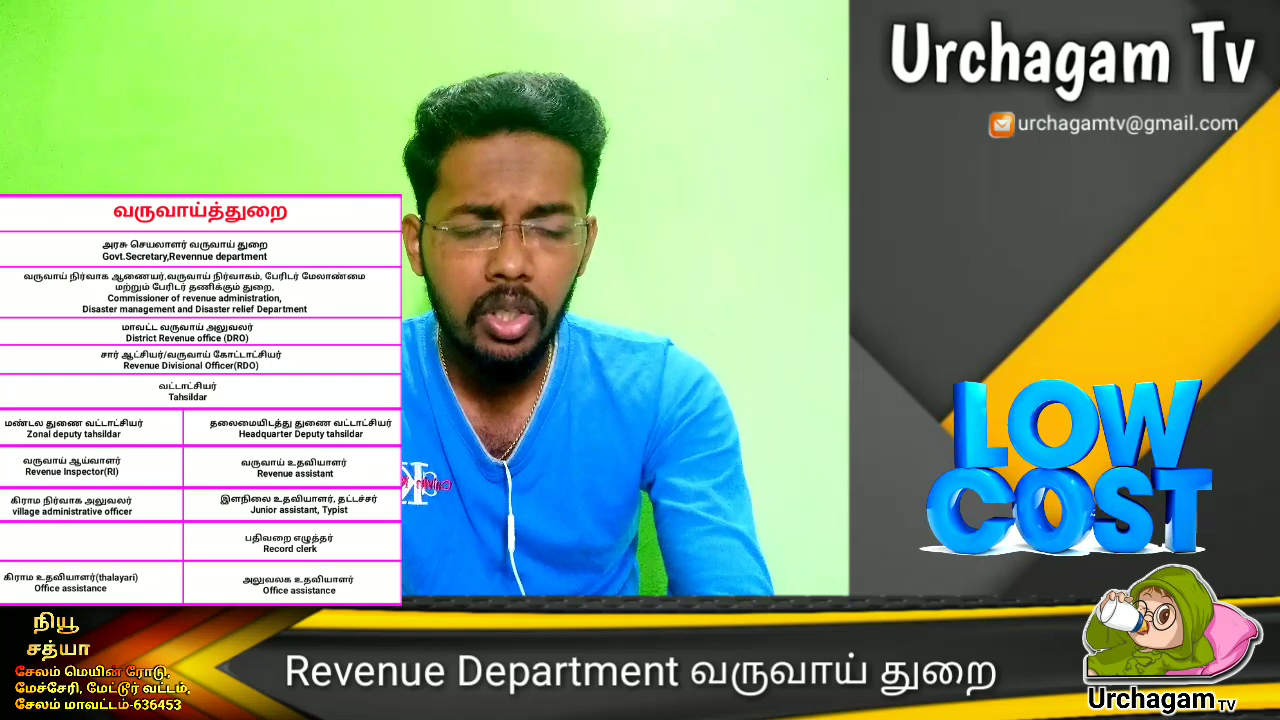 Urchagam Tv
urchagamtv@gmail.com
வருவாய்த்துறை
அரசு செயலாளர் வருவாய் துறை
Govt.Secretary,Revennue department
வருவாய் நிர்வாக ஆணையர்,வருவாய் நிர்வாகம், பேரிடர் மேலாண்மை
மற்றும் பேரிடர் தணிக்கும் துறை,
Commissioner of revenue administration,
Disaster management and Disaster relief Department
மாவட்ட வருவாய் அலுவலர்
District Revenue office (DRO)
சார் ஆட்சியர்/வருவாய் கோட்டாட்சியர்
Revenue Divisional Officer(RDO)
வட்டாட்சியர்
Tahsildar
மண்டல துணை வட்டாட்சியர்
Zonal deputy tahsildar
தலைமையிடத்து துணை வட்டாட்சியர்
Headquarter Deputy tahsildar
வருவாய் ஆய்வாளர்
Revenue Inspector(RI)
வருவாய் உதவியாளர்
Revenue assistant
கிராம நிர்வாக அலுவலர்
village administrative officer
இளநிலை உதவியாளர், தட்டச்சர்
Junior assistant, Typist
பதிவறை எழுத்தர்
Record clerk
கிராம உதவியாளர்(thalayari)
Office assistance
அலுவலக உதவியாளர்
Office assistance
LOW
COST
நியூ
சத்யா
சேலம் மெயின் ரோடு,
மேச்சேரி, மேட்டூர் வட்டம்,
சேலம் மாவட்டம்-636453
Revenue Department வருவாய் துறை
Urchagam TV